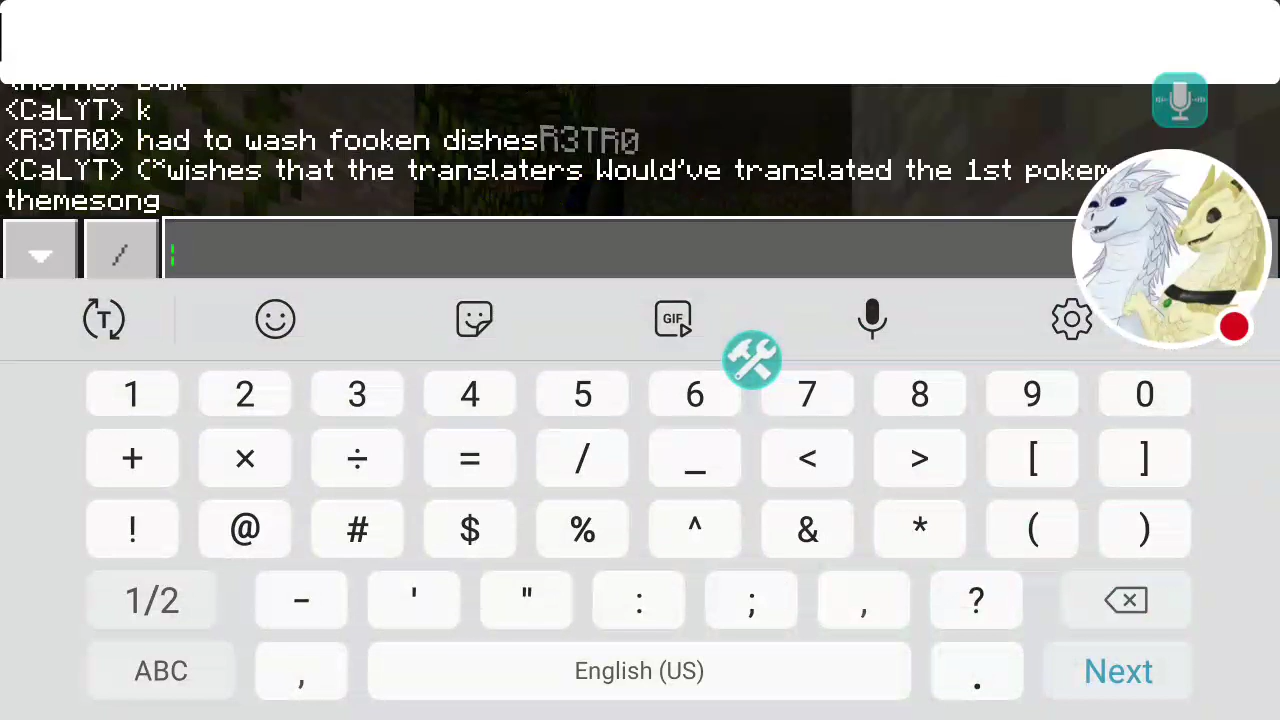 <CaLYT> k
<R3TR0> had to wash fooken dishes R3TR0
<CaLYT> (*wishes that the translaters Would've translated the 1st pokem
themesong
/
T GIF
1 2 3 4 5 6 7 8 9 0
+ × ÷ = / _ < > [ ]
! @ # $ % ^ & * ( )
1/2 - ' " : ; , ?
ABC , English (US) . Next